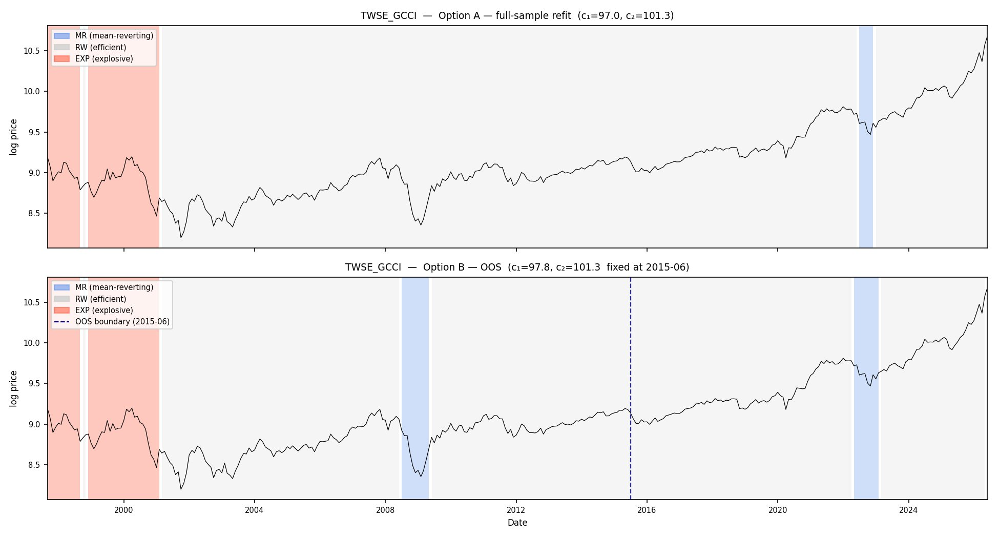 TWSE_GCCI — Option A — full-sample refit (c₁=97.0, c₂=101.3)
MR (mean-reverting)
RW (efficient)
EXP (explosive)
log price
10.5
10.0
9.5
9.0
8.5
TWSE_GCCI — Option B — OOS (c₁=97.8, c₂=101.3 fixed at 2015-06)
MR (mean-reverting)
RW (efficient)
EXP (explosive)
OOS boundary (2015-06)
log price
10.5
10.0
9.5
9.0
8.5
2000 2004 2008 2012 2016 2020 2024
Date